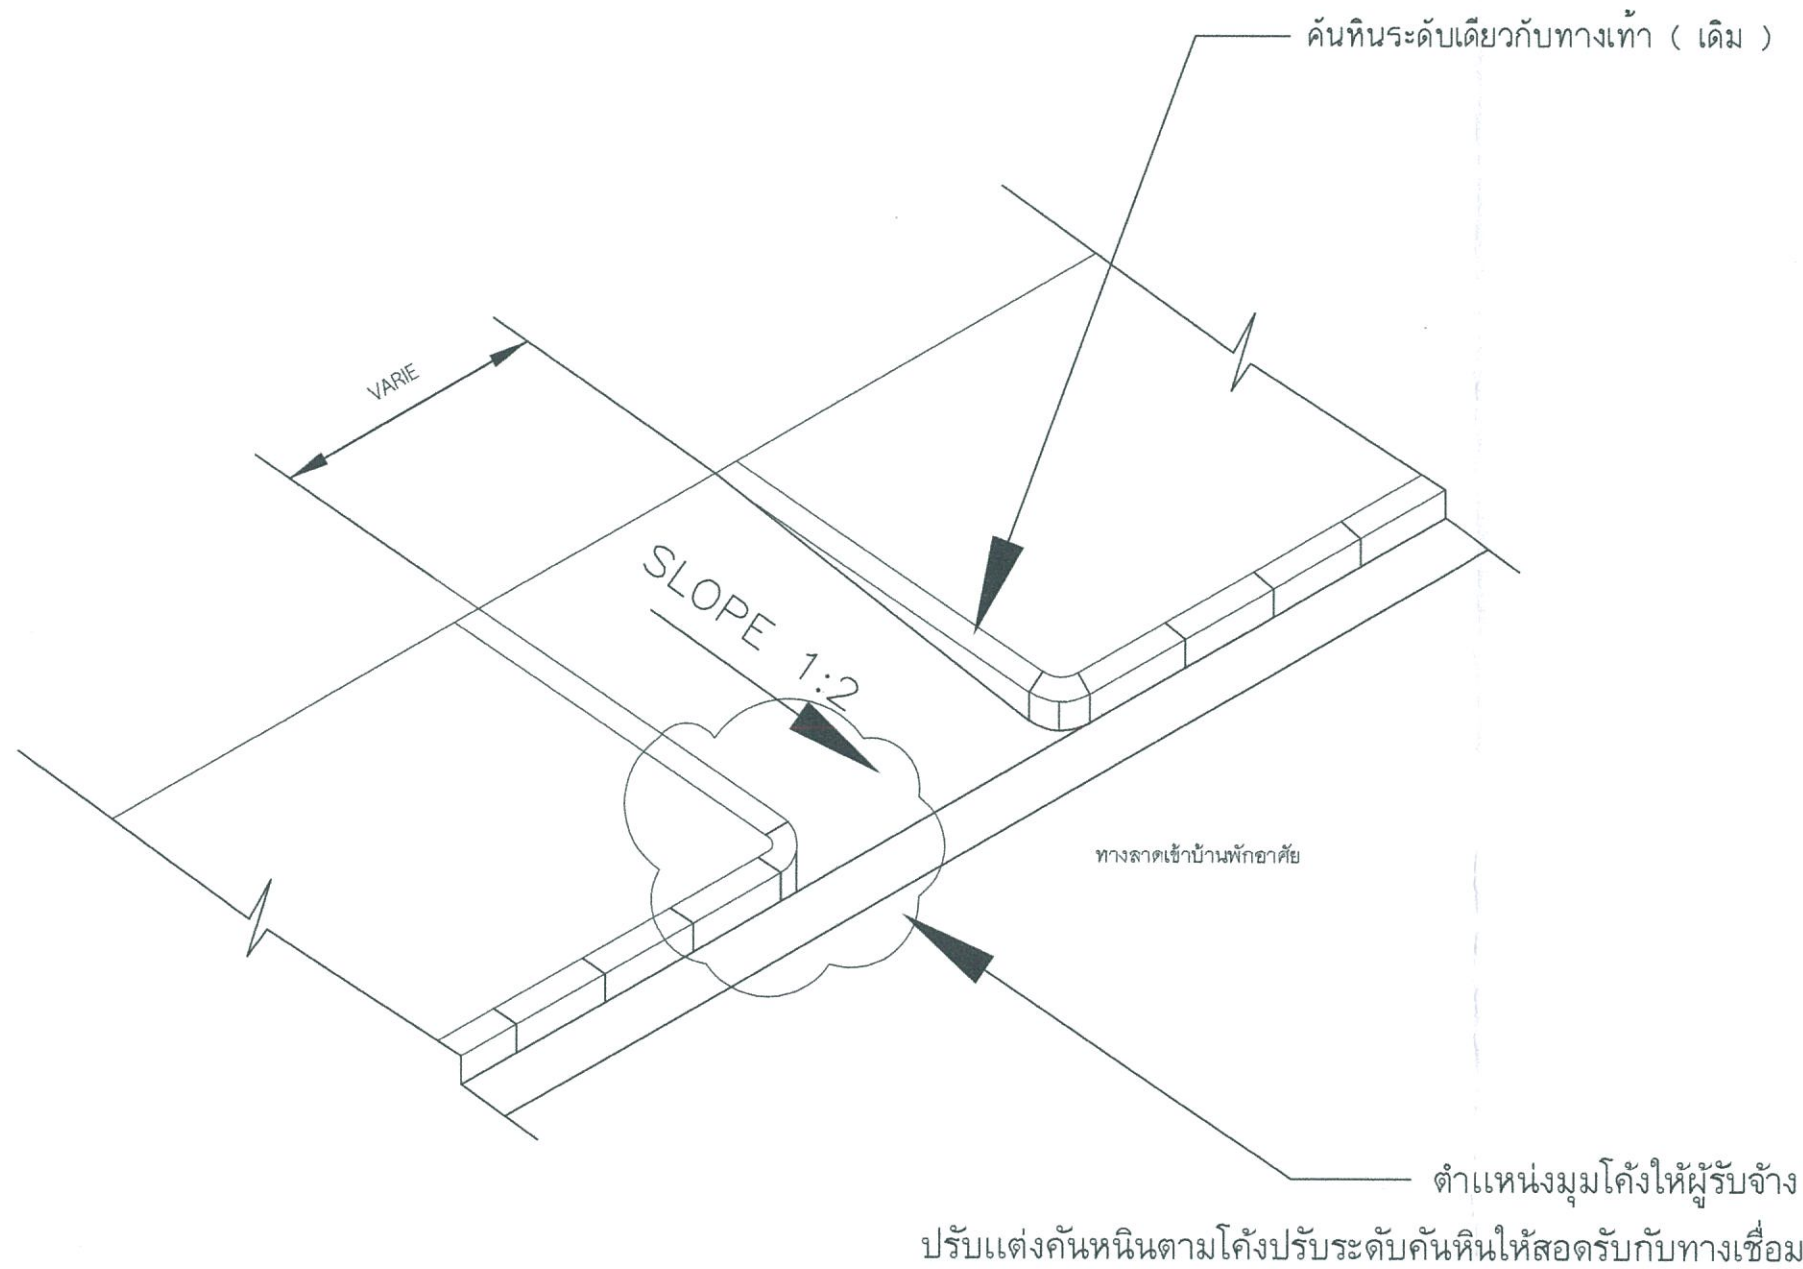 คันหินระดับเดียวกับทางเท้า ( เดิม )
VARIE
SLOPE 1:2
ทางลาดเข้าบ้านพักอาศัย
ตำแหน่งมุมโค้งให้ผู้รับจ้าง
ปรับแต่งคันหนินตามโค้งปรับระดับคันหินให้สอดรับกับทางเชื่อม